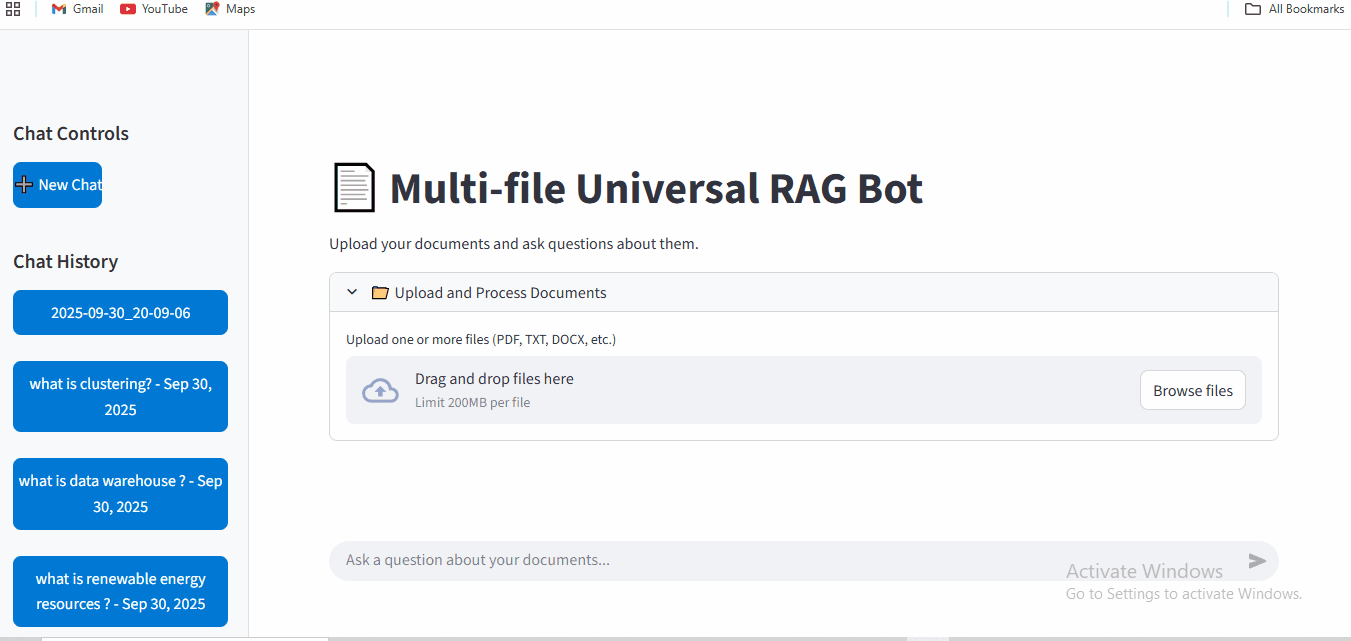 Gmail
YouTube
Maps
All Bookmarks
Chat Controls
New Chat
Chat History
2025-09-30_20-09-06
what is clustering? - Sep 30,
2025
what is data warehouse ? - Sep
30, 2025
what is renewable energy
resources ? - Sep 30, 2025
Multi-file Universal RAG Bot
Upload your documents and ask questions about them.
Upload and Process Documents
Upload one or more files (PDF, TXT, DOCX, etc.)
Drag and drop files here
Limit 200MB per file
Browse files
Ask a question about your documents...
Activate Windows
Go to Settings to activate Windows.